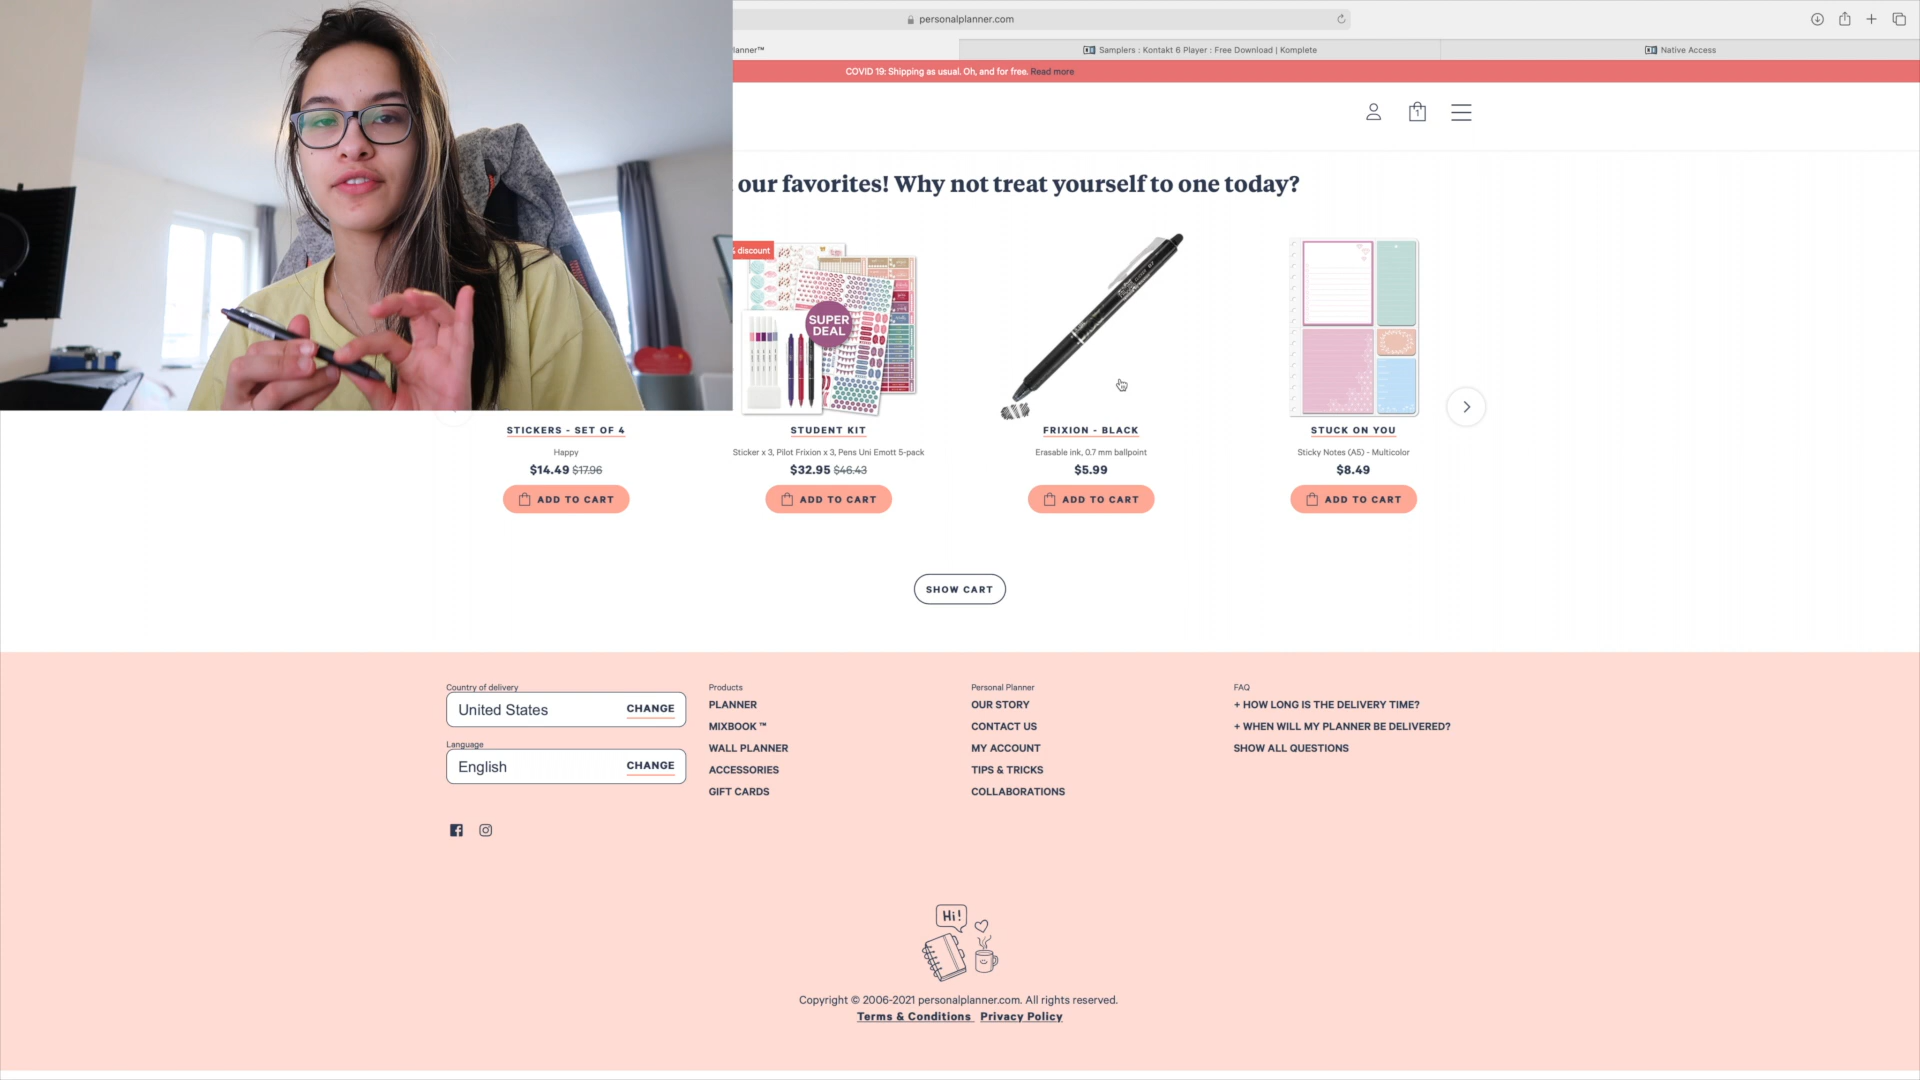 personalplanner.com
lanner™
Samplers : Kontakt 6 Player : Free Download | Komplete
Native Access
COVID 19: Shipping as usual. Oh, and for free. Read more
1
our favorites! Why not treat yourself to one today?
discount
SUPER
DEAL
STICKERS - SET OF 4
Happy
$14.49 $17.96
ADD TO CART
STUDENT KIT
Sticker x 3, Pilot Frixion x 3, Pens Uni Emott 5-pack
$32.95 $46.43
ADD TO CART
FRIXION - BLACK
Erasable ink, 0.7 mm ballpoint
$5.99
ADD TO CART
STUCK ON YOU
Sticky Notes (A5) - Multicolor
$8.49
ADD TO CART
SHOW CART
Country of delivery
United States CHANGE
Language
English CHANGE
Products
PLANNER
MIXBOOK ™
WALL PLANNER
ACCESSORIES
GIFT CARDS
Personal Planner
OUR STORY
CONTACT US
MY ACCOUNT
TIPS & TRICKS
COLLABORATIONS
FAQ
+ HOW LONG IS THE DELIVERY TIME?
+ WHEN WILL MY PLANNER BE DELIVERED?
SHOW ALL QUESTIONS
Hi!
Copyright © 2006-2021 personalplanner.com. All rights reserved.
Terms & Conditions Privacy Policy